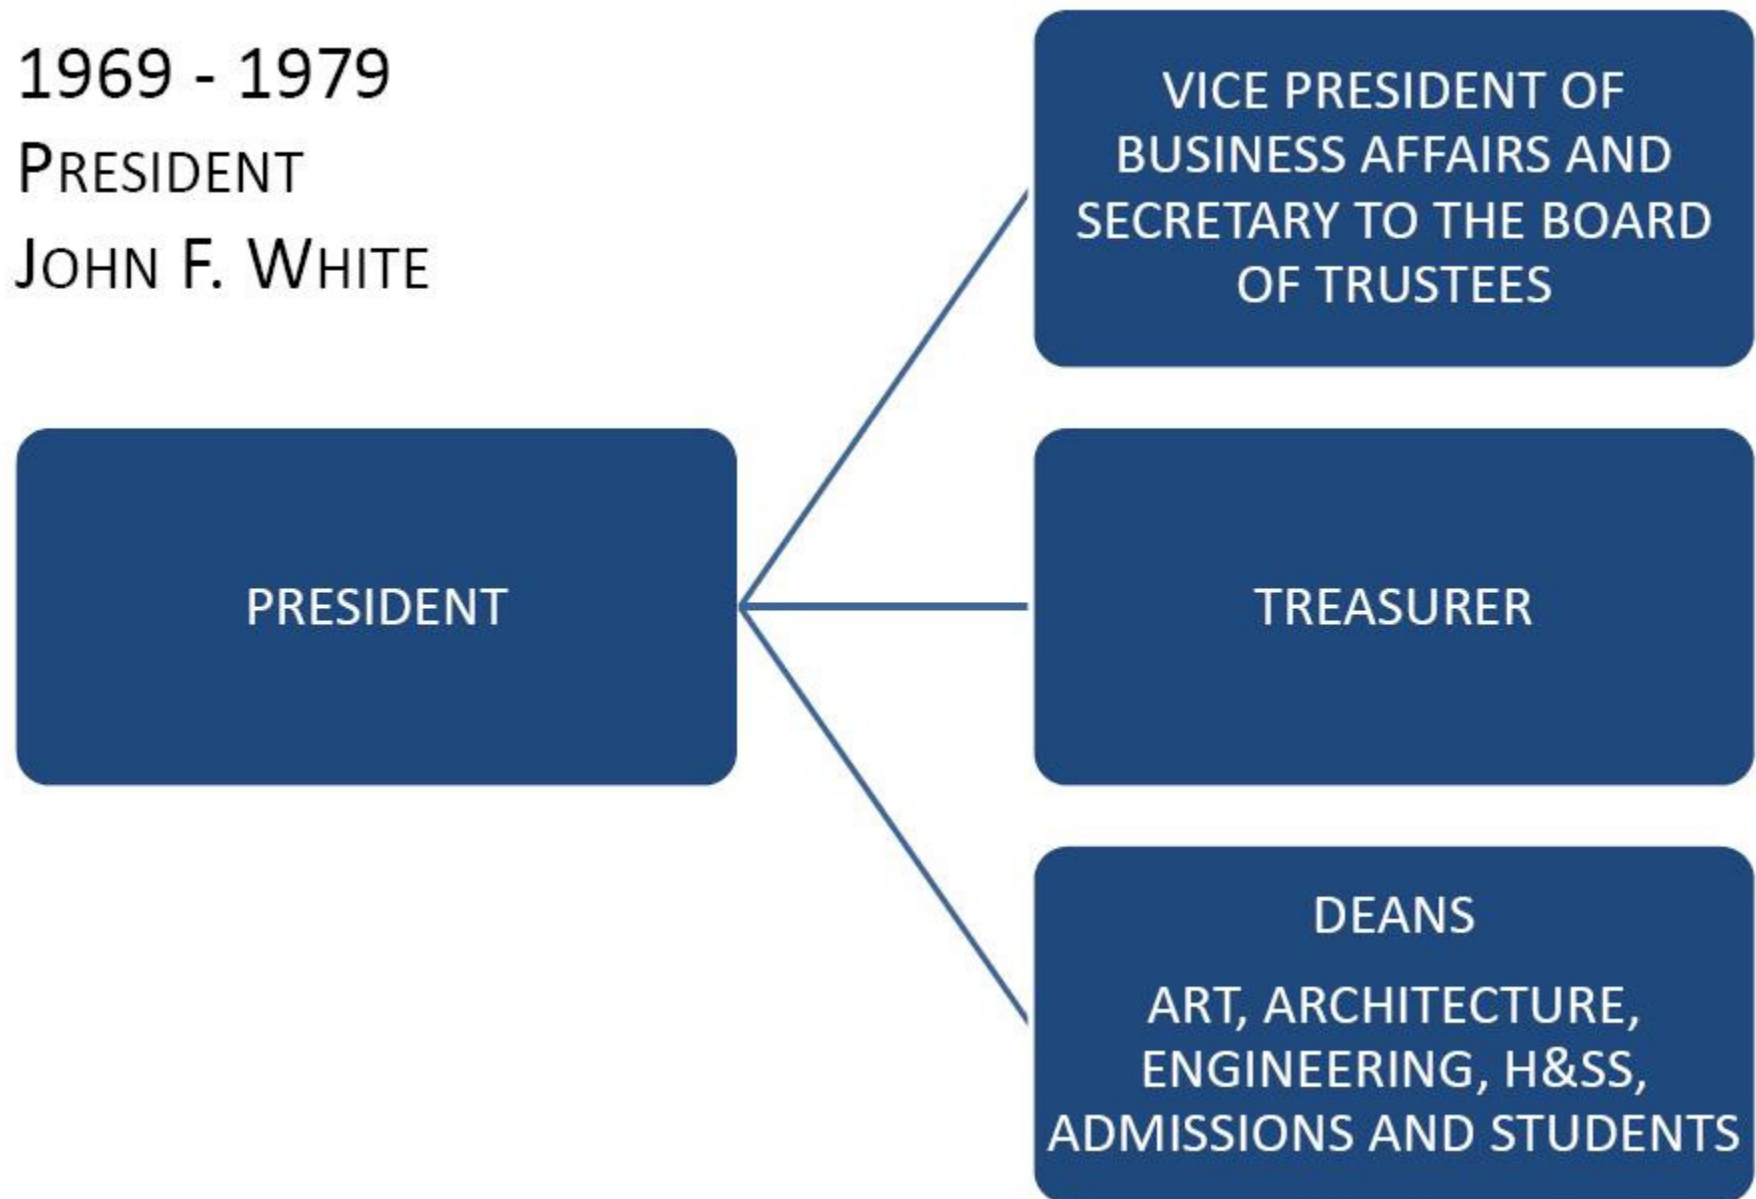 1969 - 1979
PRESIDENT
JOHN F. WHITE
VICE PRESIDENT OF
BUSINESS AFFAIRS AND
SECRETARY TO THE BOARD
OF TRUSTEES
PRESIDENT
TREASURER
DEANS
ART, ARCHITECTURE,
ENGINEERING, H&SS,
ADMISSIONS AND STUDENTS